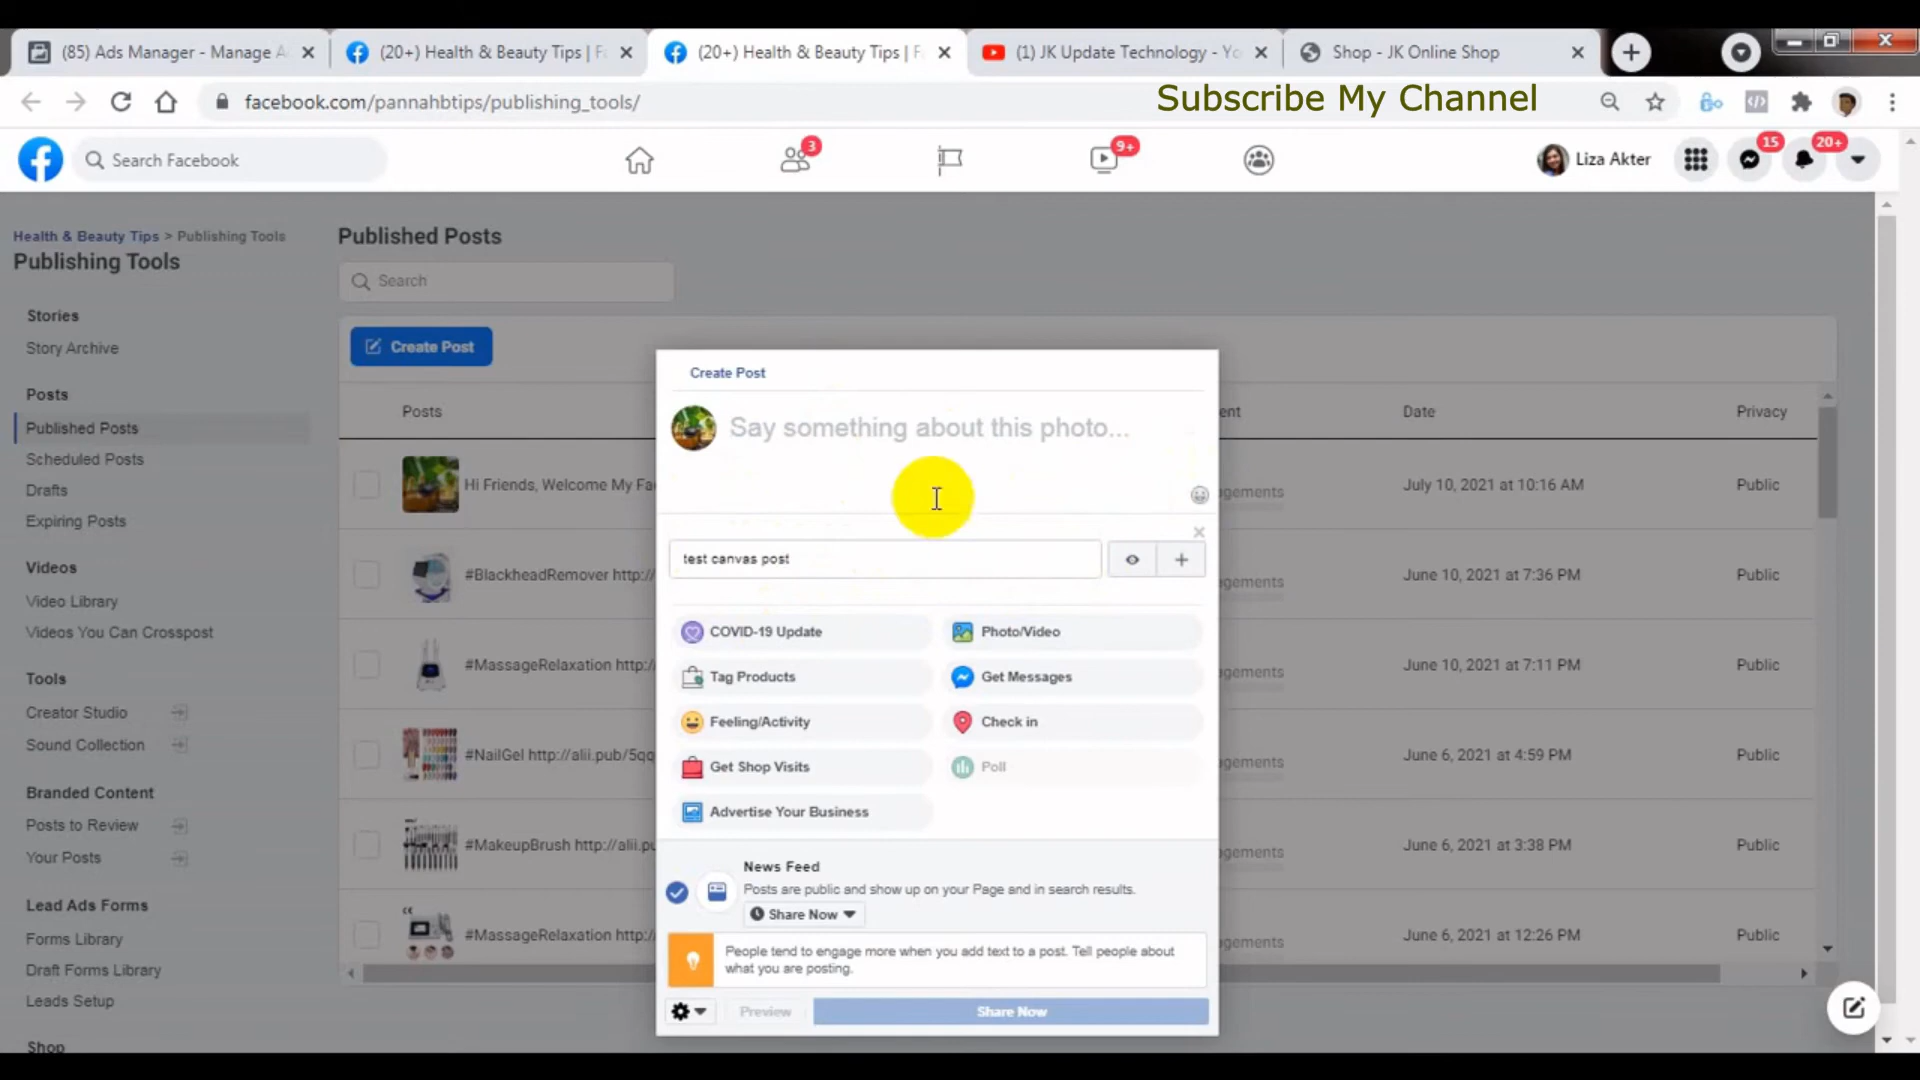 (85) Ads Manager - Manage A
(20+) Health & Beauty Tips | Fa
(20+) Health & Beauty Tips | Fa
(1) JK Update Technology - Yo
Shop - JK Online Shop
facebook.com/pannahbtips/publishing_tools/
Subscribe My Channel
Search Facebook
3
9+
Liza Akter
15
20+
Health & Beauty Tips > Publishing Tools
Publishing Tools
Stories
Story Archive
Posts
Published Posts
Scheduled Posts
Drafts
Expiring Posts
Videos
Video Library
Videos You Can Crosspost
Tools
Creator Studio
Sound Collection
Branded Content
Posts to Review
Your Posts
Lead Ads Forms
Forms Library
Draft Forms Library
Leads Setup
Shop
Published Posts
Search
Create Post
Posts
ent
Date
Privacy
Hi Friends, Welcome My Fa
gements
July 10, 2021 at 10:16 AM
Public
#BlackheadRemover http:/
gements
June 10, 2021 at 7:36 PM
Public
#MassageRelaxation http:/
gements
June 10, 2021 at 7:11 PM
Public
#NailGel http://alii.pub/5qq
gements
June 6, 2021 at 4:59 PM
Public
#MakeupBrush http://alii.pu
gements
June 6, 2021 at 3:38 PM
Public
#MassageRelaxation http:/
gements
June 6, 2021 at 12:26 PM
Public
Create Post
Say something about this photo...
test canvas post
COVID-19 Update
Photo/Video
Tag Products
Get Messages
Feeling/Activity
Check in
Get Shop Visits
Poll
Advertise Your Business
News Feed
Posts are public and show up on your Page and in search results.
Share Now
People tend to engage more when you add text to a post. Tell people about
what you are posting.
Preview
Share Now